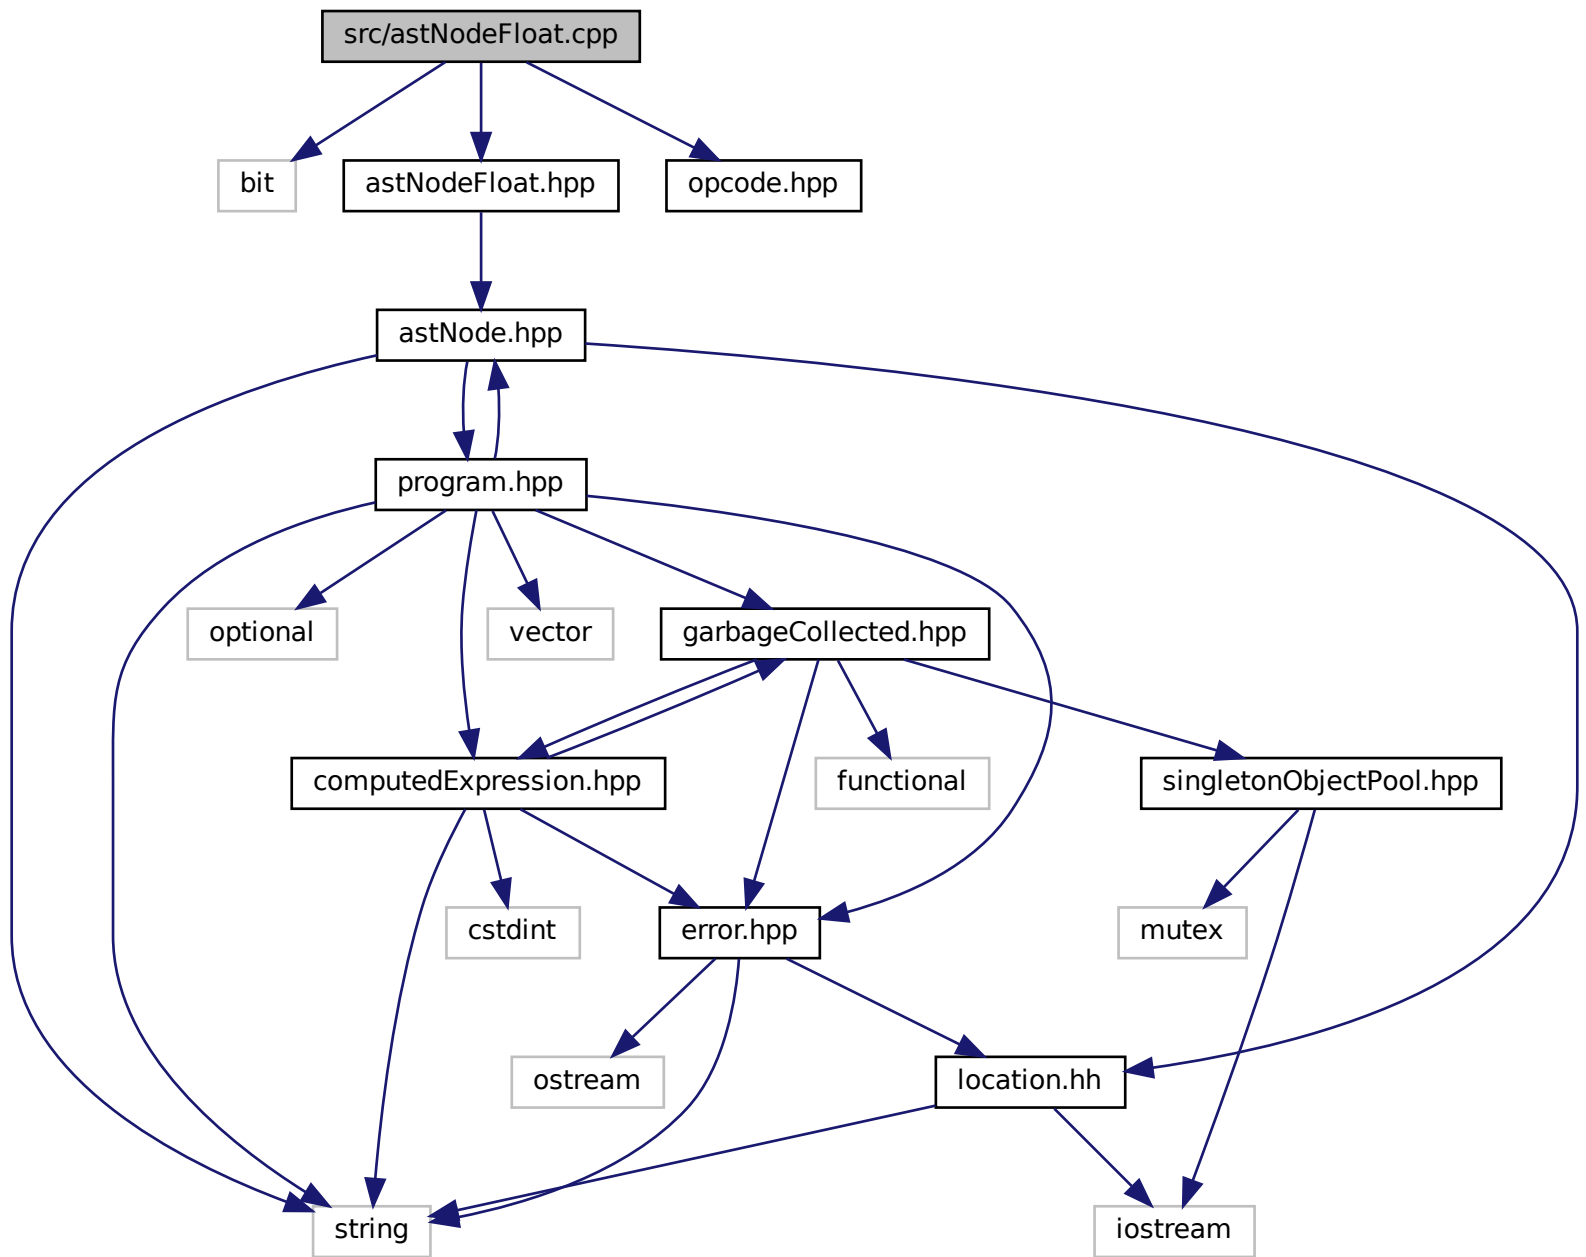 src/astNodeFloat.cpp
bit
astNodeFloat.hpp
opcode.hpp
astNode.hpp
program.hpp
optional
vector
garbageCollected.hpp
computedExpression.hpp
functional
singletonObjectPool.hpp
cstdint
error.hpp
mutex
ostream
location.hh
string
iostream